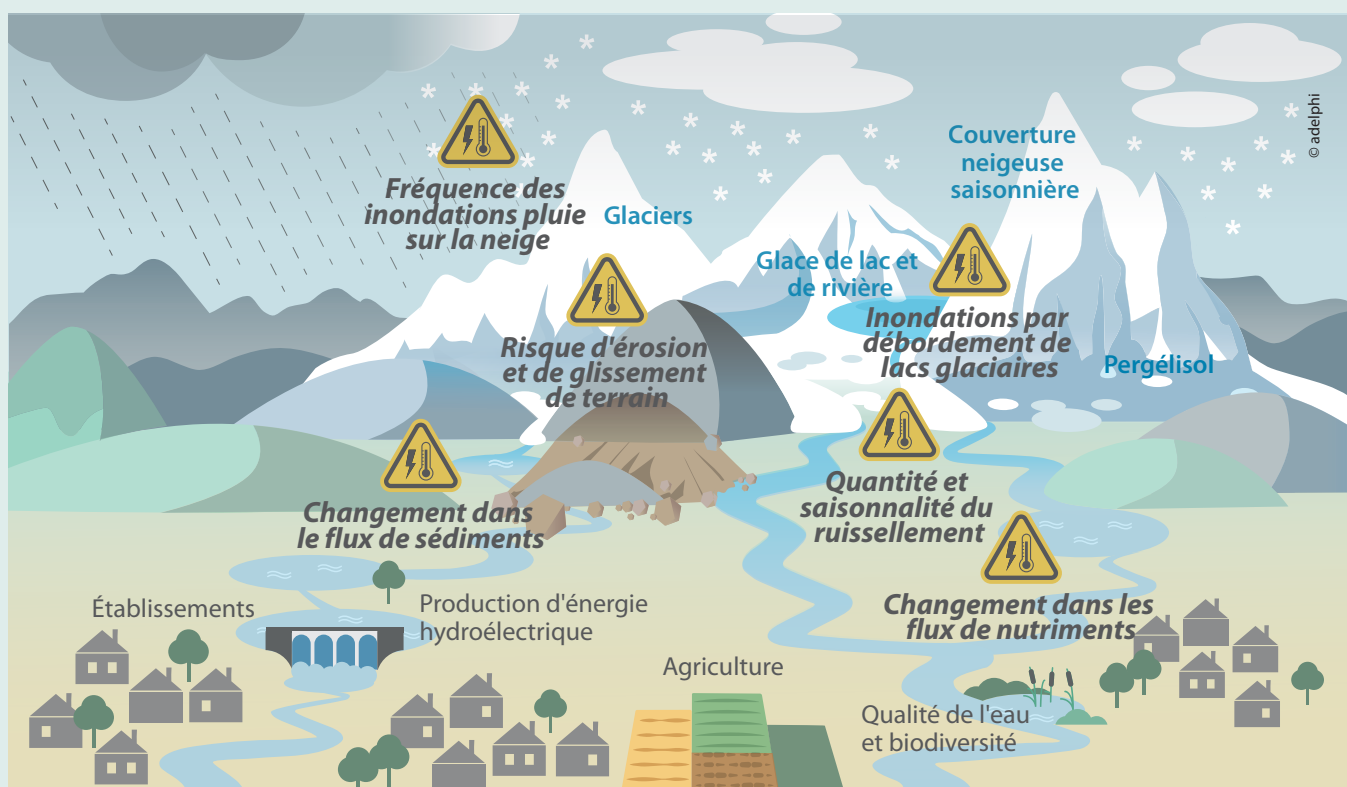 © adelphi
Couverture
neigeuse
saisonnière
Fréquence des
inondations pluie
sur la neige
Glaciers
Glace de lac et
de rivière
Inondations par
débordement de
lacs glaciaires
Risque d'érosion
et de glissement
de terrain
Pergélisol
Quantité et
saisonnalité du
ruissellement
Changement dans
le flux de sédiments
Changement dans les
flux de nutriments
Établissements
Production d'énergie
hydroélectrique
Agriculture
Qualité de l'eau
et biodiversité